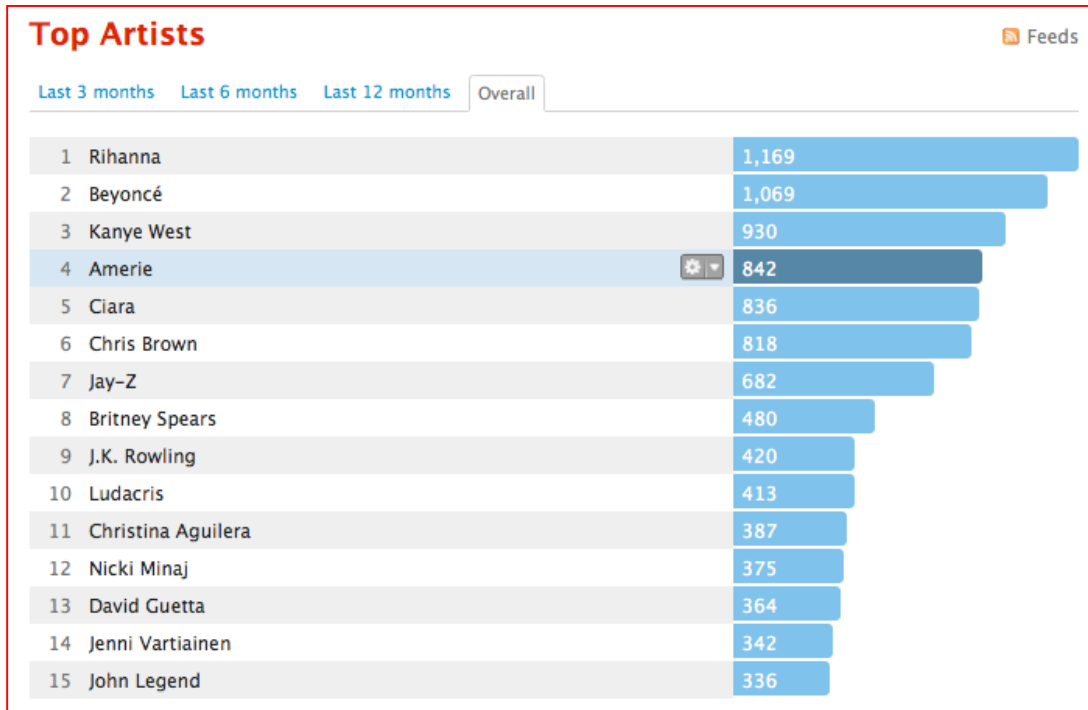 Top Artists
Feeds
Last 3 months Last 6 months Last 12 months Overall
1 Rihanna 1,169
2 Beyoncé 1,069
3 Kanye West 930
4 Amerie 842
5 Ciara 836
6 Chris Brown 818
7 Jay-Z 682
8 Britney Spears 480
9 J.K. Rowling 420
10 Ludacris 413
11 Christina Aguilera 387
12 Nicki Minaj 375
13 David Guetta 364
14 Jenni Vartiainen 342
15 John Legend 336